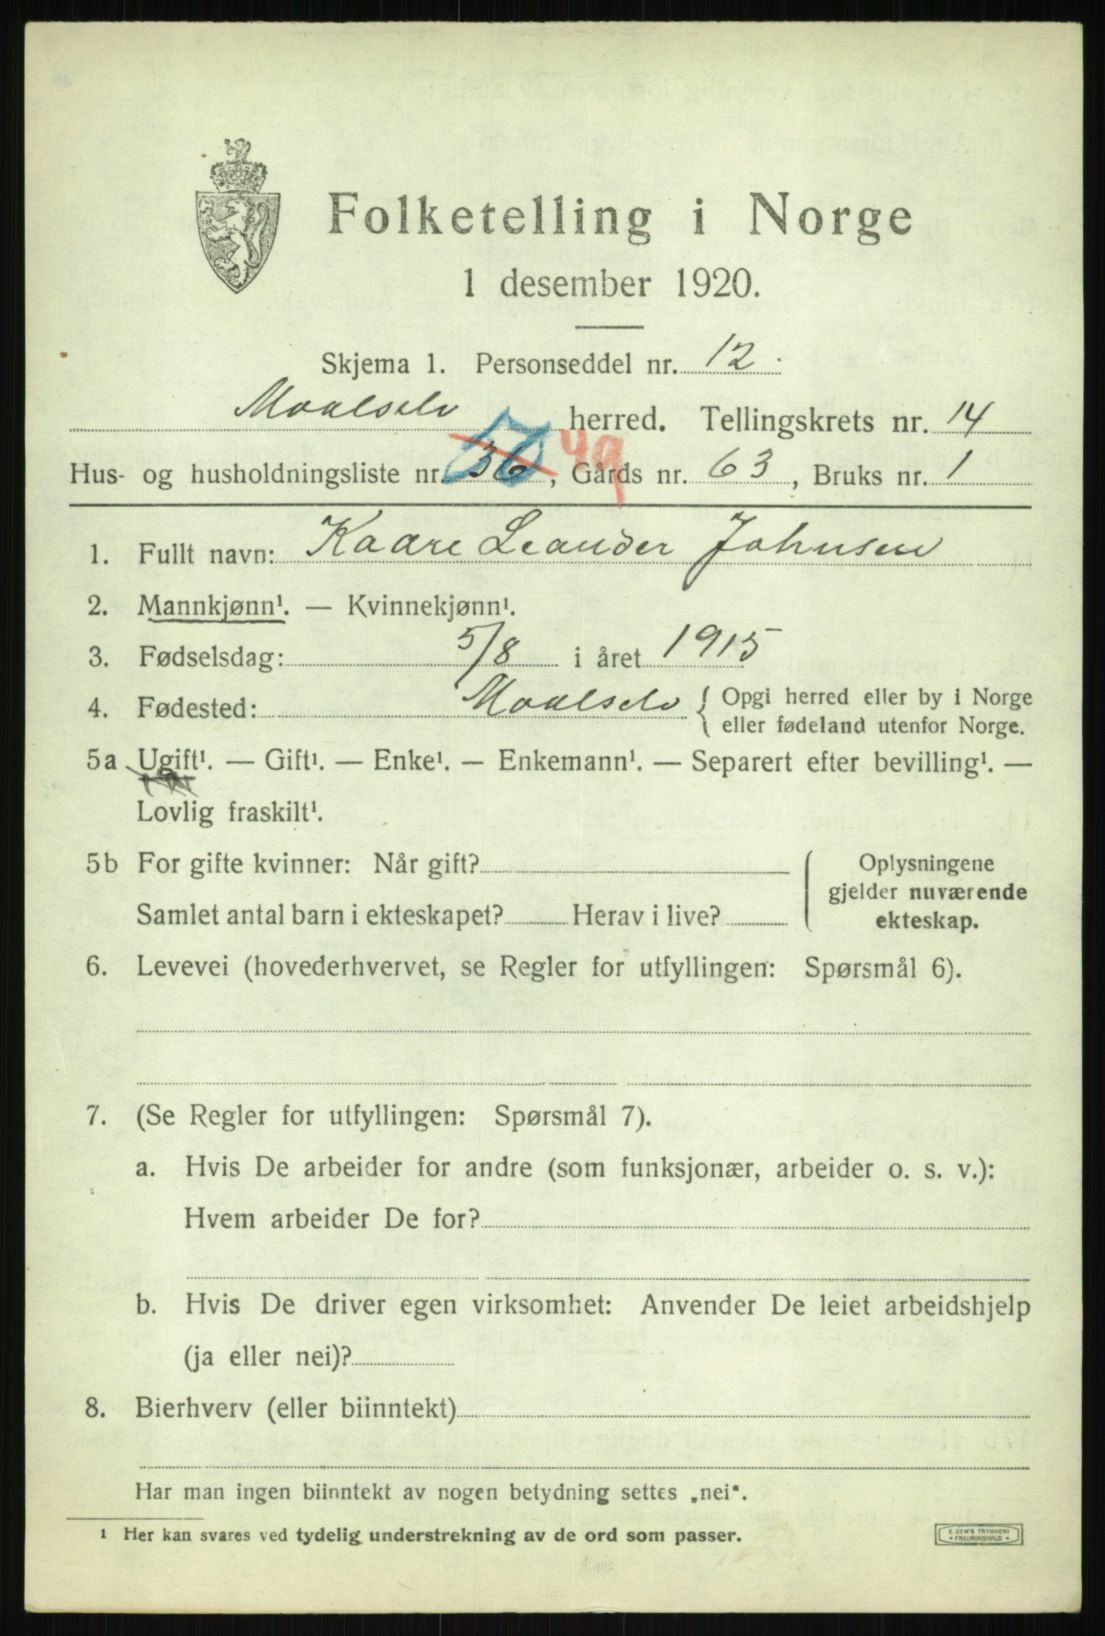 Folketelling i Norge
1 desember 1920.
Skjema 1. Personseddel nr. 12.
Maalselv herred. Tellingskrets nr. 14
Hus- og husholdningsliste nr. 36 49, Gårds nr. 63, Bruks nr. 1
1. Fullt navn: Kaare Leander Johnsen
2. Mannkjønn¹. — Kvinnekjønn¹.
3. Fødselsdag: 5/8 i året 1915
4. Fødested: Maalselv { Opgi herred eller by i Norge
eller fødeland utenfor Norge.
5a Ugift¹. — Gift¹. — Enke¹. — Enkemann¹. — Separert efter bevilling¹. —
Lovlig fraskilt¹.
5b For gifte kvinner: Når gift?
Samlet antal barn i ekteskapet? Herav i live?
Oplysningene
gjelder nuværende
ekteskap.
6. Levevei (hovederhvervet, se Regler for utfyllingen: Spørsmål 6).
7. (Se Regler for utfyllingen: Spørsmål 7).
a. Hvis De arbeider for andre (som funksjonær, arbeider o. s. v.):
Hvem arbeider De for?
b. Hvis De driver egen virksomhet: Anvender De leiet arbeidshjelp
(ja eller nei)?
8. Bierhverv (eller biinntekt)
Har man ingen biinntekt av nogen betydning settes „nei“.
1 Her kan svares ved tydelig understrekning av de ord som passer.
E. SEM'S TRYKKERI
• FREDRIKSHALD •